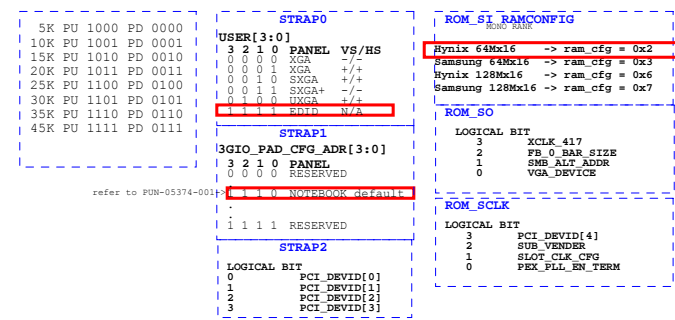 5K PU 1000 PD 0000
10K PU 1001 PD 0001
15K PU 1010 PD 0010
20K PU 1011 PD 0011
25K PU 1100 PD 0100
30K PU 1101 PD 0101
35K PU 1110 PD 0110
45K PU 1111 PD 0111
refer to PUN-05374-001
STRAP0
USER[3:0]
3 2 1 0 PANEL VS/HS
0 0 0 0 XGA -/-
0 0 0 1 XGA +/+
0 0 1 0 SXGA +/+
0 0 1 1 SXGA+ -/-
0 1 0 0 UXGA +/+
1 1 1 1 EDID N/A
STRAP1
3GIO_PAD_CFG_ADR[3:0]
3 2 1 0 PANEL
0 0 0 0 RESERVED
.
1 1 0 NOTEBOOK default
.
.
1 1 1 1 RESERVED
STRAP2
LOGICAL BIT
0 PCI_DEVID[0]
1 PCI_DEVID[1]
2 PCI_DEVID[2]
3 PCI_DEVID[3]
ROM_SI RAMCONFIG
MONO RANK
Hynix 64Mx16 -> ram_cfg = 0x2
Samsung 64Mx16 -> ram_cfg = 0x3
Hynix 128Mx16 -> ram_cfg = 0x6
Samsung 128Mx16 -> ram_cfg = 0x7
ROM_SO
LOGICAL BIT
3 XCLK_417
2 FB_0_BAR_SIZE
1 SMB_ALT_ADDR
0 VGA_DEVICE
ROM_SCLK
LOGICAL BIT
3 PCI_DEVID[4]
2 SUB_VENDER
1 SLOT_CLK_CFG
0 PEX_PLL_EN_TERM